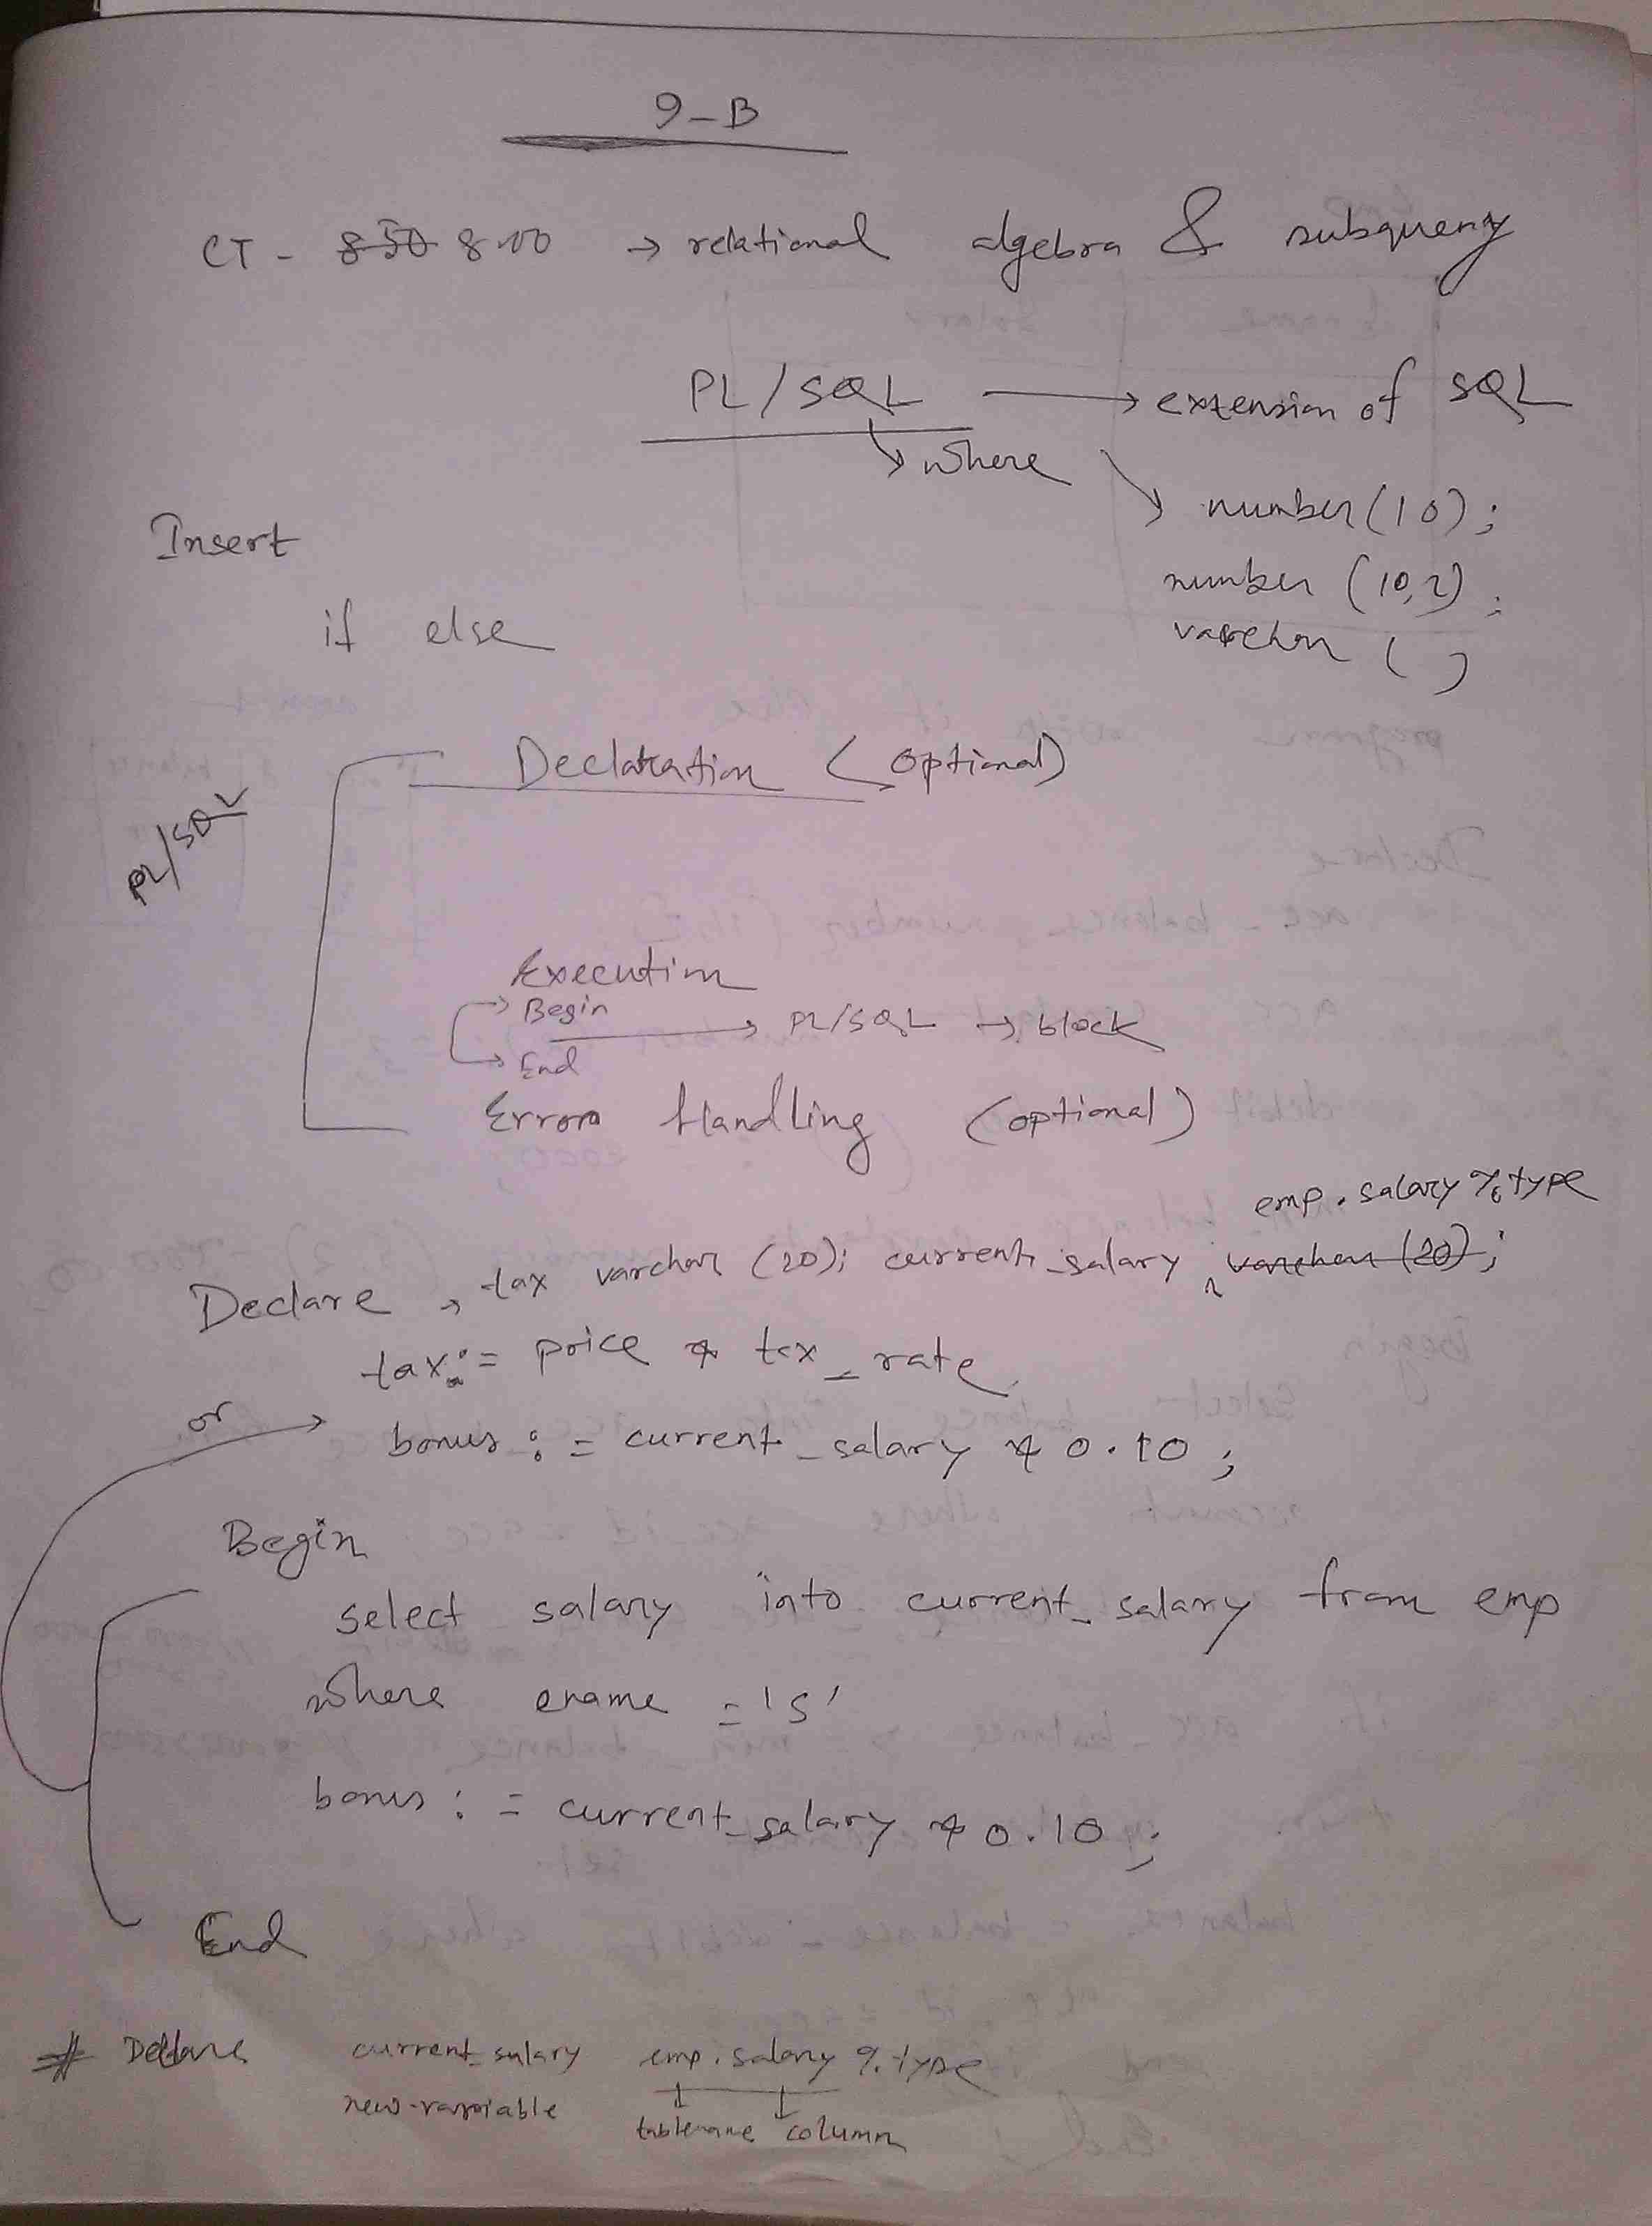 9-B
CT - 850 8.00 → relational algebra & subquery
PL/SQL → extension of SQL
where
number(10);
Insert
number (10,2);
if else
varchar ( )
Declaration (optional)
PL/SQL
Execution
Begin
→ PL/SQL → block
End
Error Handling (optional)
emp.salary%type
Declare → tax varchar (20); current_salary varchar (20);
tax := price * tax_rate
or → bonus := current_salary * 0.10;
Begin
select salary into current_salary from emp
where ename = 's'
bonus := current_salary * 0.10;
End
# Declare current_salary emp.salary%type
new-variable tablename column